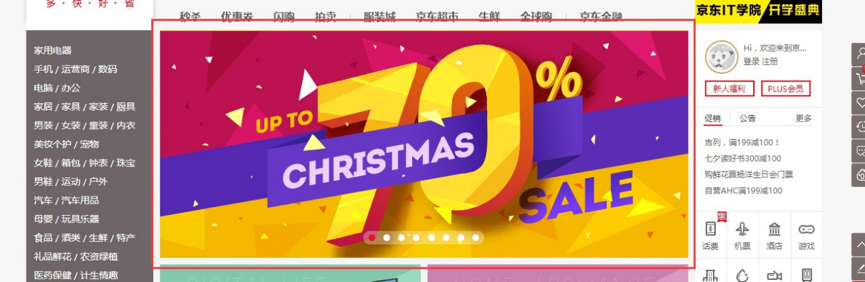 多·快·好·省
秒杀 优惠券 闪购 拍卖 服装城 京东超市 生鲜 全球购 京东金融
京东IT学院 开学盛典
家用电器
手机 / 运营商 / 数码
电脑 / 办公
家居 / 家具 / 家装 / 厨具
男装 / 女装 / 童装 / 内衣
美妆个护 / 宠物
女鞋 / 箱包 / 钟表 / 珠宝
男鞋 / 运动 / 户外
汽车 / 汽车用品
母婴 / 玩具乐器
食品 / 酒类 / 生鲜 / 特产
礼品鲜花 / 农资绿植
医药保健 / 计生情趣
UP TO
70%
CHRISTMAS
SALE
Hi，欢迎来到京...
登录 注册
新人福利 PLUS会员
促销 公告 更多
吉列，满199减100！
七夕读好书300减100
购鲜花赢杨洋生日会门票
自营AHC满199减100
惠
话费 机票 酒店 游戏